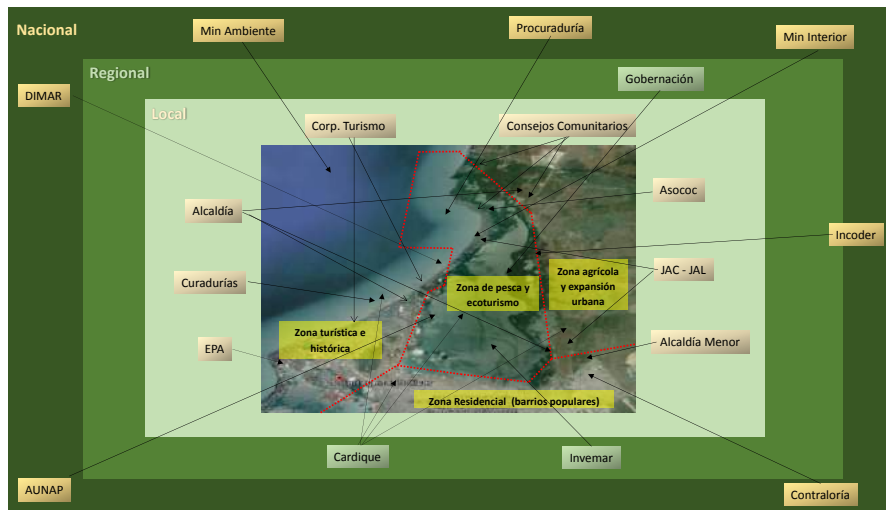 Nacional
Min Ambiente
Procuraduría
Min Interior
Regional
Gobernación
DIMAR
Local
Corp. Turismo
Consejos Comunitarios
Asococ
Alcaldía
Incoder
JAC - JAL
Zona agrícola
y expansión
urbana
Curadurías
Zona de pesca y
ecoturismo
Zona turística e
histórica
EPA
Alcaldía Menor
Zona Residencial (barrios populares)
Cardique
Invemar
AUNAP
Contraloría